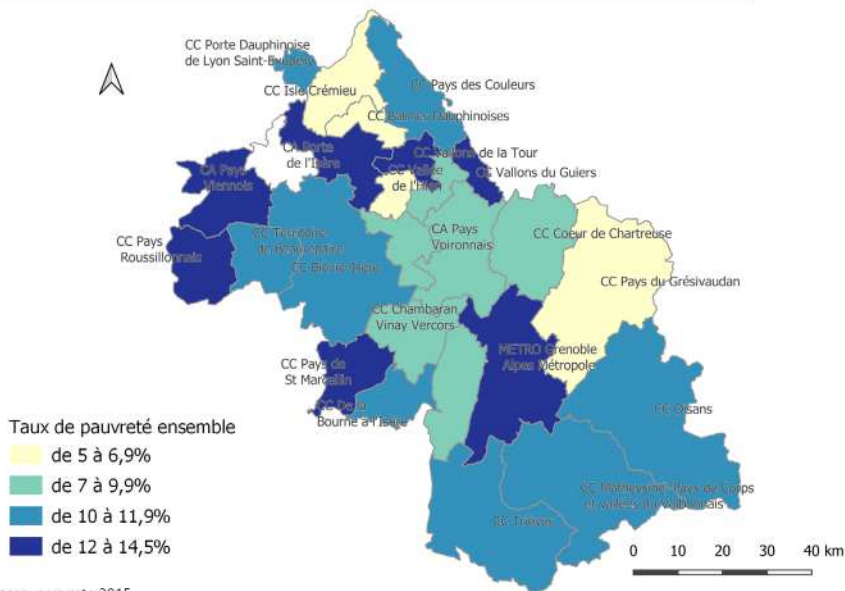 CC Porte Dauphinoise
de Lyon Saint-Exupéry
CC Isle Crémieu
CC Pays des Couleurs
CC Balmes Dauphinoises
CA Porte
de l'Isère
CC Vallons de la Tour
CA Pays
Viennois
CC Vallée
de l'Hien
CC Vallons du Guiers
CC Pays
Roussillonnais
CC Territoire
de Beaurepaire
CC Bièvre Isère
CA Pays
Voironnais
CC Coeur de Chartreuse
CC Pays du Grésivaudan
CC Chambaran
Vinay Vercors
METRO Grenoble
Alpes Métropole
CC Pays de
St Marcellin
CC De la
Bourne à l'Isère
CC Oisans
CC Matheysine, Pays de Corps
et vallées du
CC Trièves
Taux de pauvreté ensemble
de 5 à 6,9%
de 7 à 9,9%
de 10 à 11,9%
de 12 à 14,5%
0 10 20 30 40 km